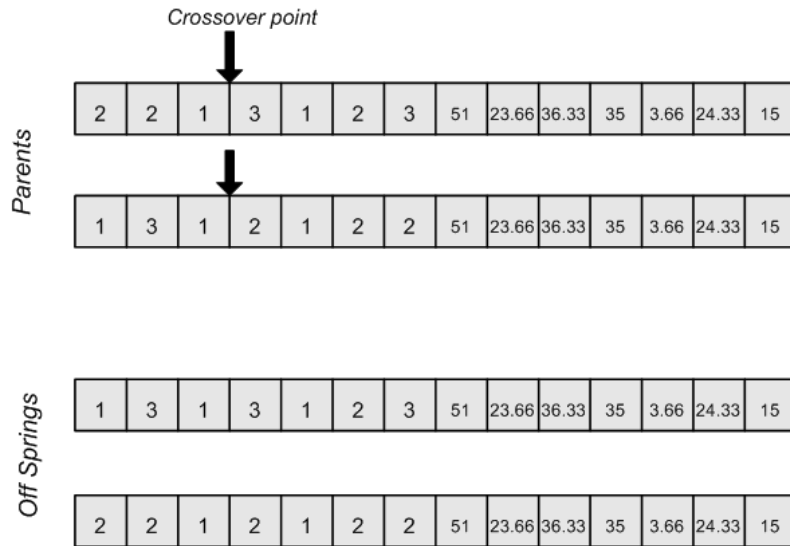 Crossover point
Parents
2 2 1 3 1 2 3 51 23.66 36.33 35 3.66 24.33 15
1 3 1 2 1 2 2 51 23.66 36.33 35 3.66 24.33 15
Off Springs
1 3 1 3 1 2 3 51 23.66 36.33 35 3.66 24.33 15
2 2 1 2 1 2 2 51 23.66 36.33 35 3.66 24.33 15